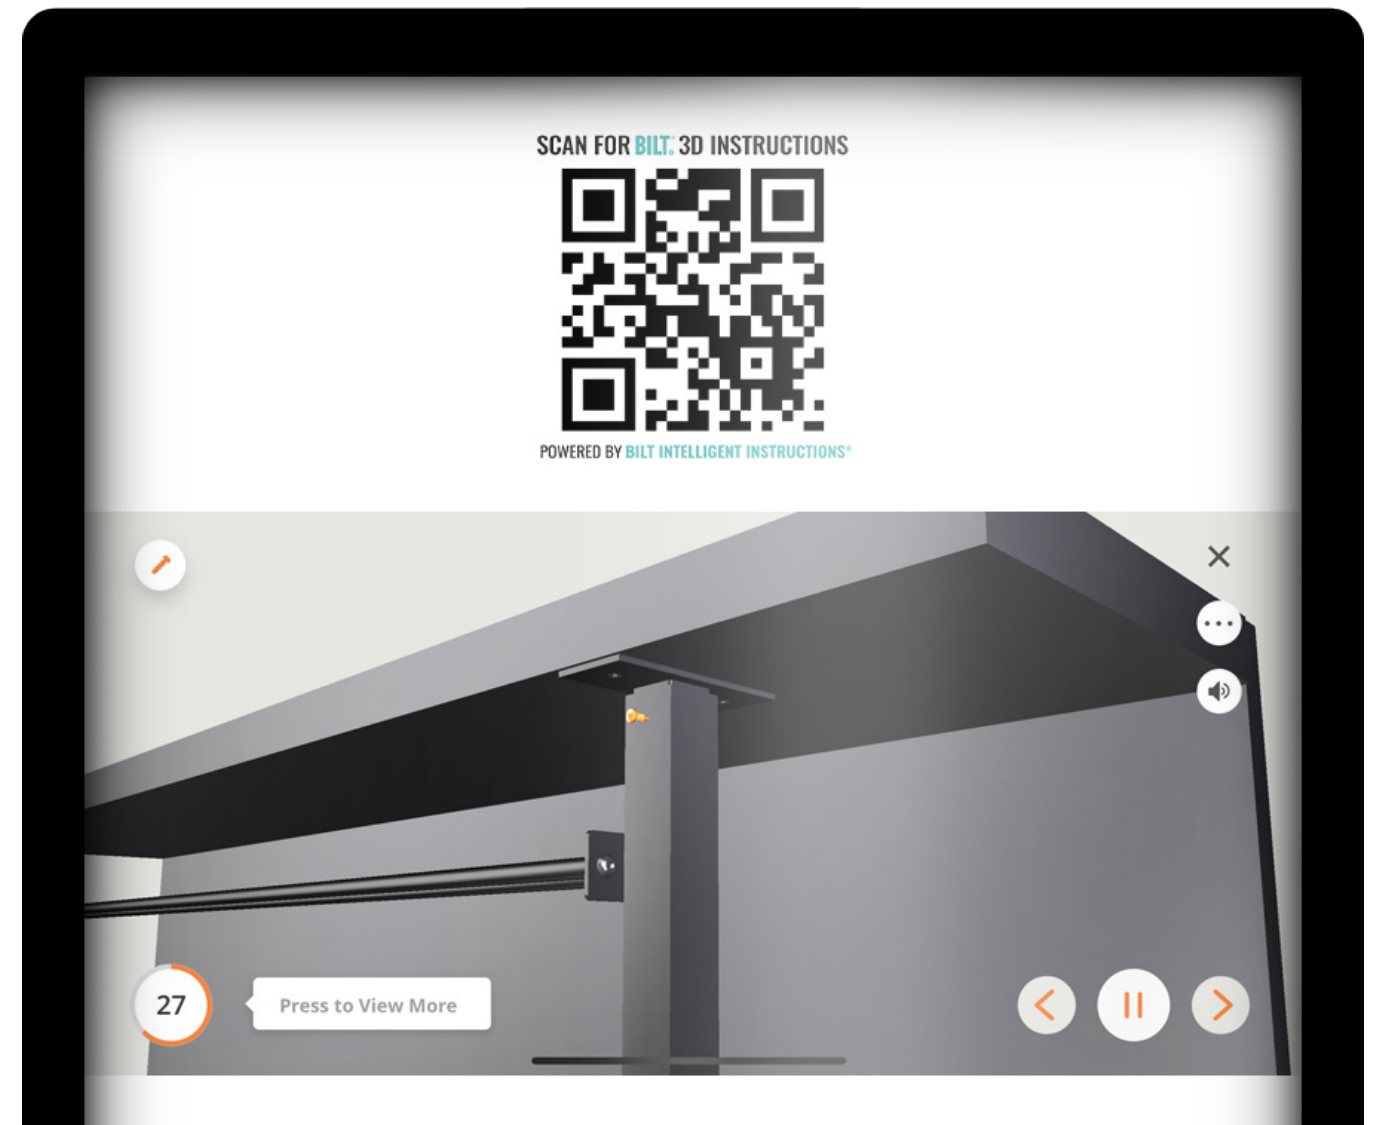 SCAN FOR BILT® 3D INSTRUCTIONS
POWERED BY BILT INTELLIGENT INSTRUCTIONS®
27
Press to View More